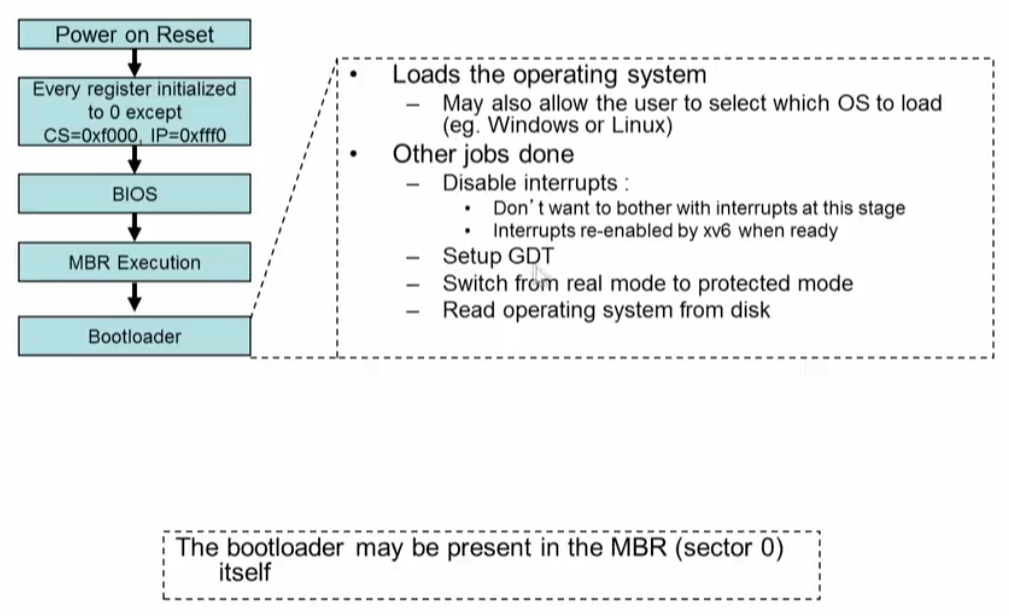 Power on Reset
Every register initialized
to 0 except
CS=0xf000, IP=0xfff0
BIOS
MBR Execution
Bootloader
• Loads the operating system
– May also allow the user to select which OS to load
(eg. Windows or Linux)
• Other jobs done
– Disable interrupts :
• Don't want to bother with interrupts at this stage
• Interrupts re-enabled by xv6 when ready
– Setup GDT
– Switch from real mode to protected mode
– Read operating system from disk
The bootloader may be present in the MBR (sector 0)
itself